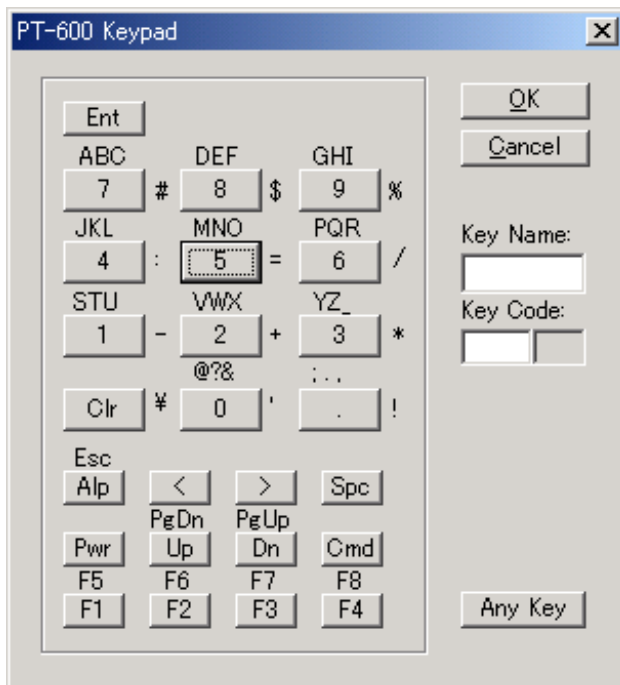 PT-600 Keypad
OK
Ent
Cancel
ABC DEF GHI
7 # 8 $ 9 %
JKL MNO PQR
Key Name:
4 : 5 = 6 /
STU VWX YZ_
Key Code:
1 - 2 + 3 *
@?& ;.,
Clr ¥ 0 ' . !
Esc
Alp < > Spc
PgDn PgUp
Pwr Up Dn Cmd
F5 F6 F7 F8
F1 F2 F3 F4
Any Key